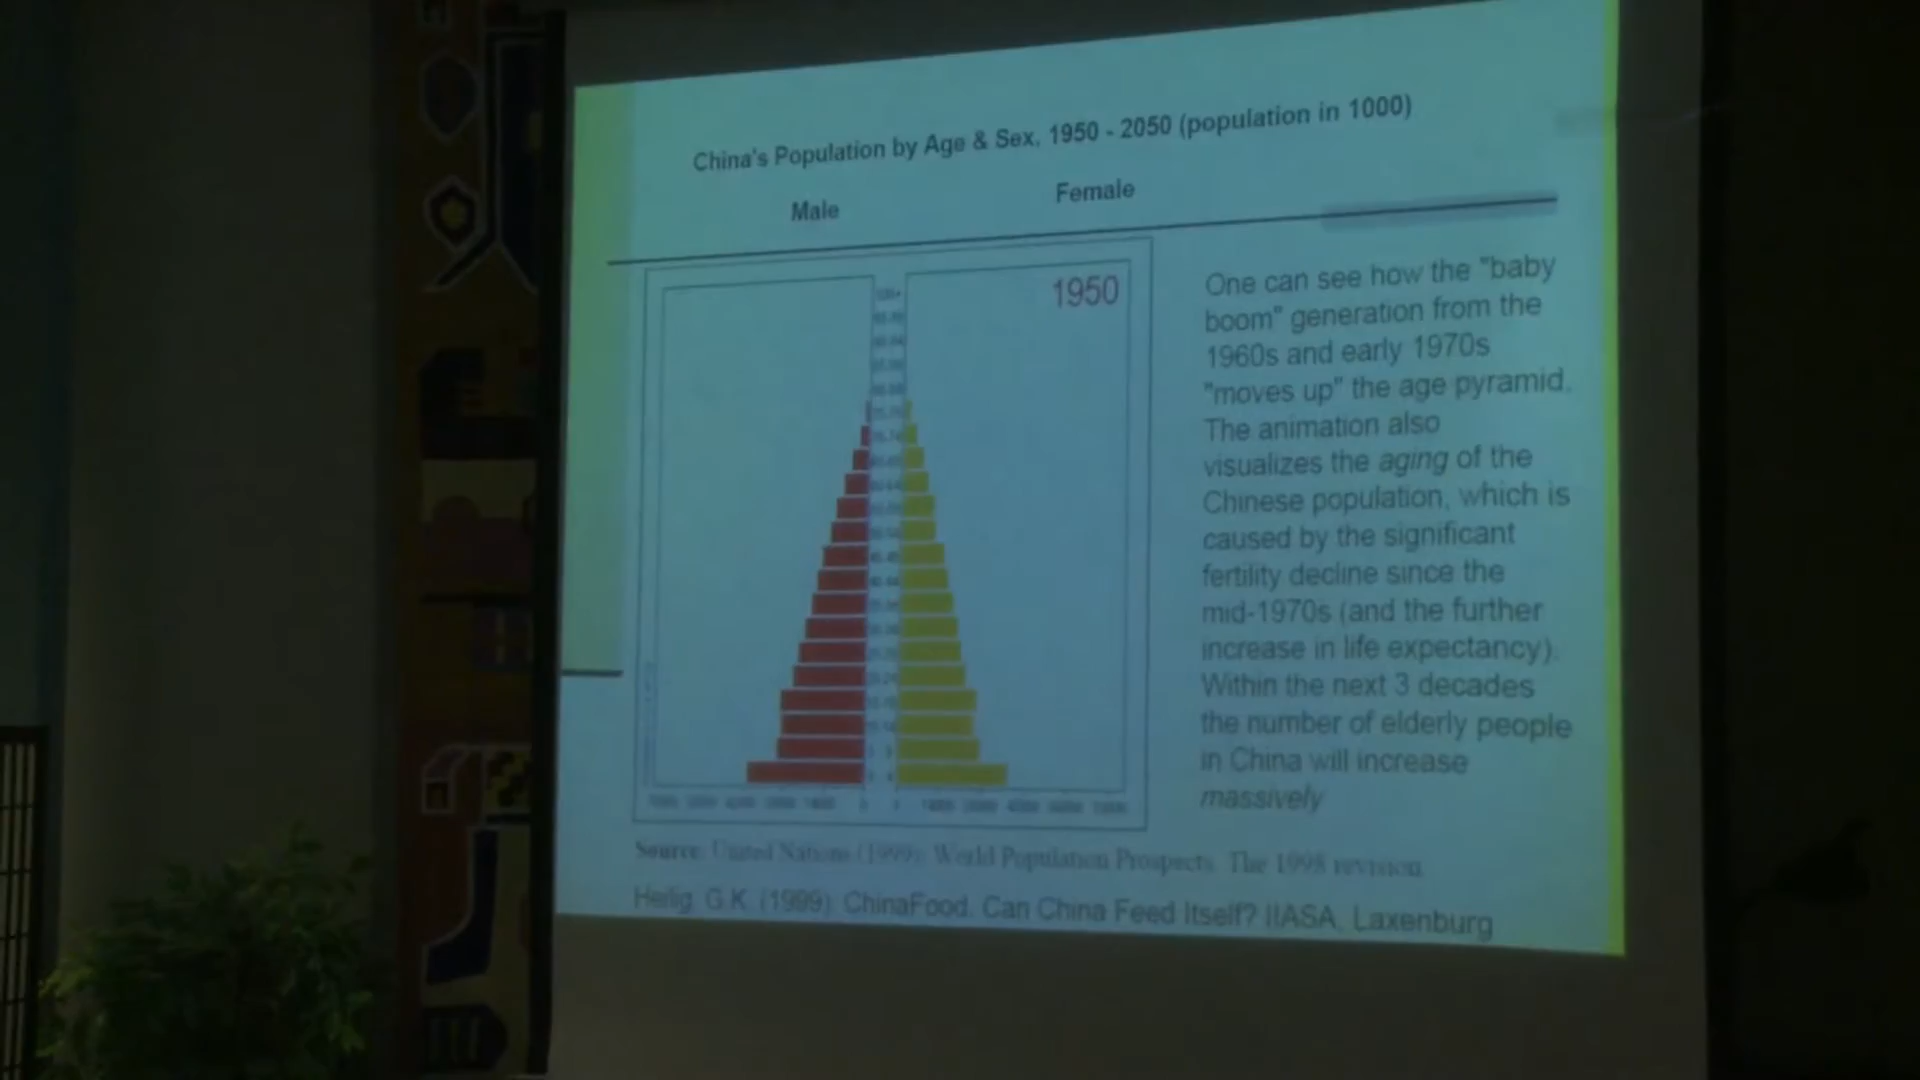 China's Population by Age & Sex, 1950 - 2050 (population in 1000)
Male
Female
1950
One can see how the "baby
boom" generation from the
1960s and early 1970s
"moves up" the age pyramid.
The animation also
visualizes the aging of the
Chinese population, which is
caused by the significant
fertility decline since the
mid-1970s (and the further
increase in life expectancy).
Within the next 3 decades
the number of elderly people
in China will increase
massively
Source: United Nations (1999): World Population Prospects. The 1998 revision
Heilig, G.K. (1999): ChinaFood. Can China Feed Itself? IIASA, Laxenburg